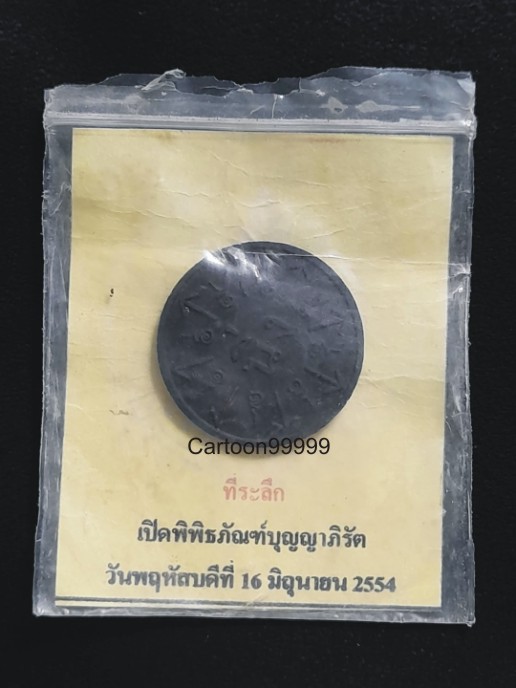 Cartoon99999
ที่ระลึก
เปิดพิพิธภัณฑ์บุญญาภิรัต
วันพฤหัสบดีที่ 16 มิถุนายน 2554